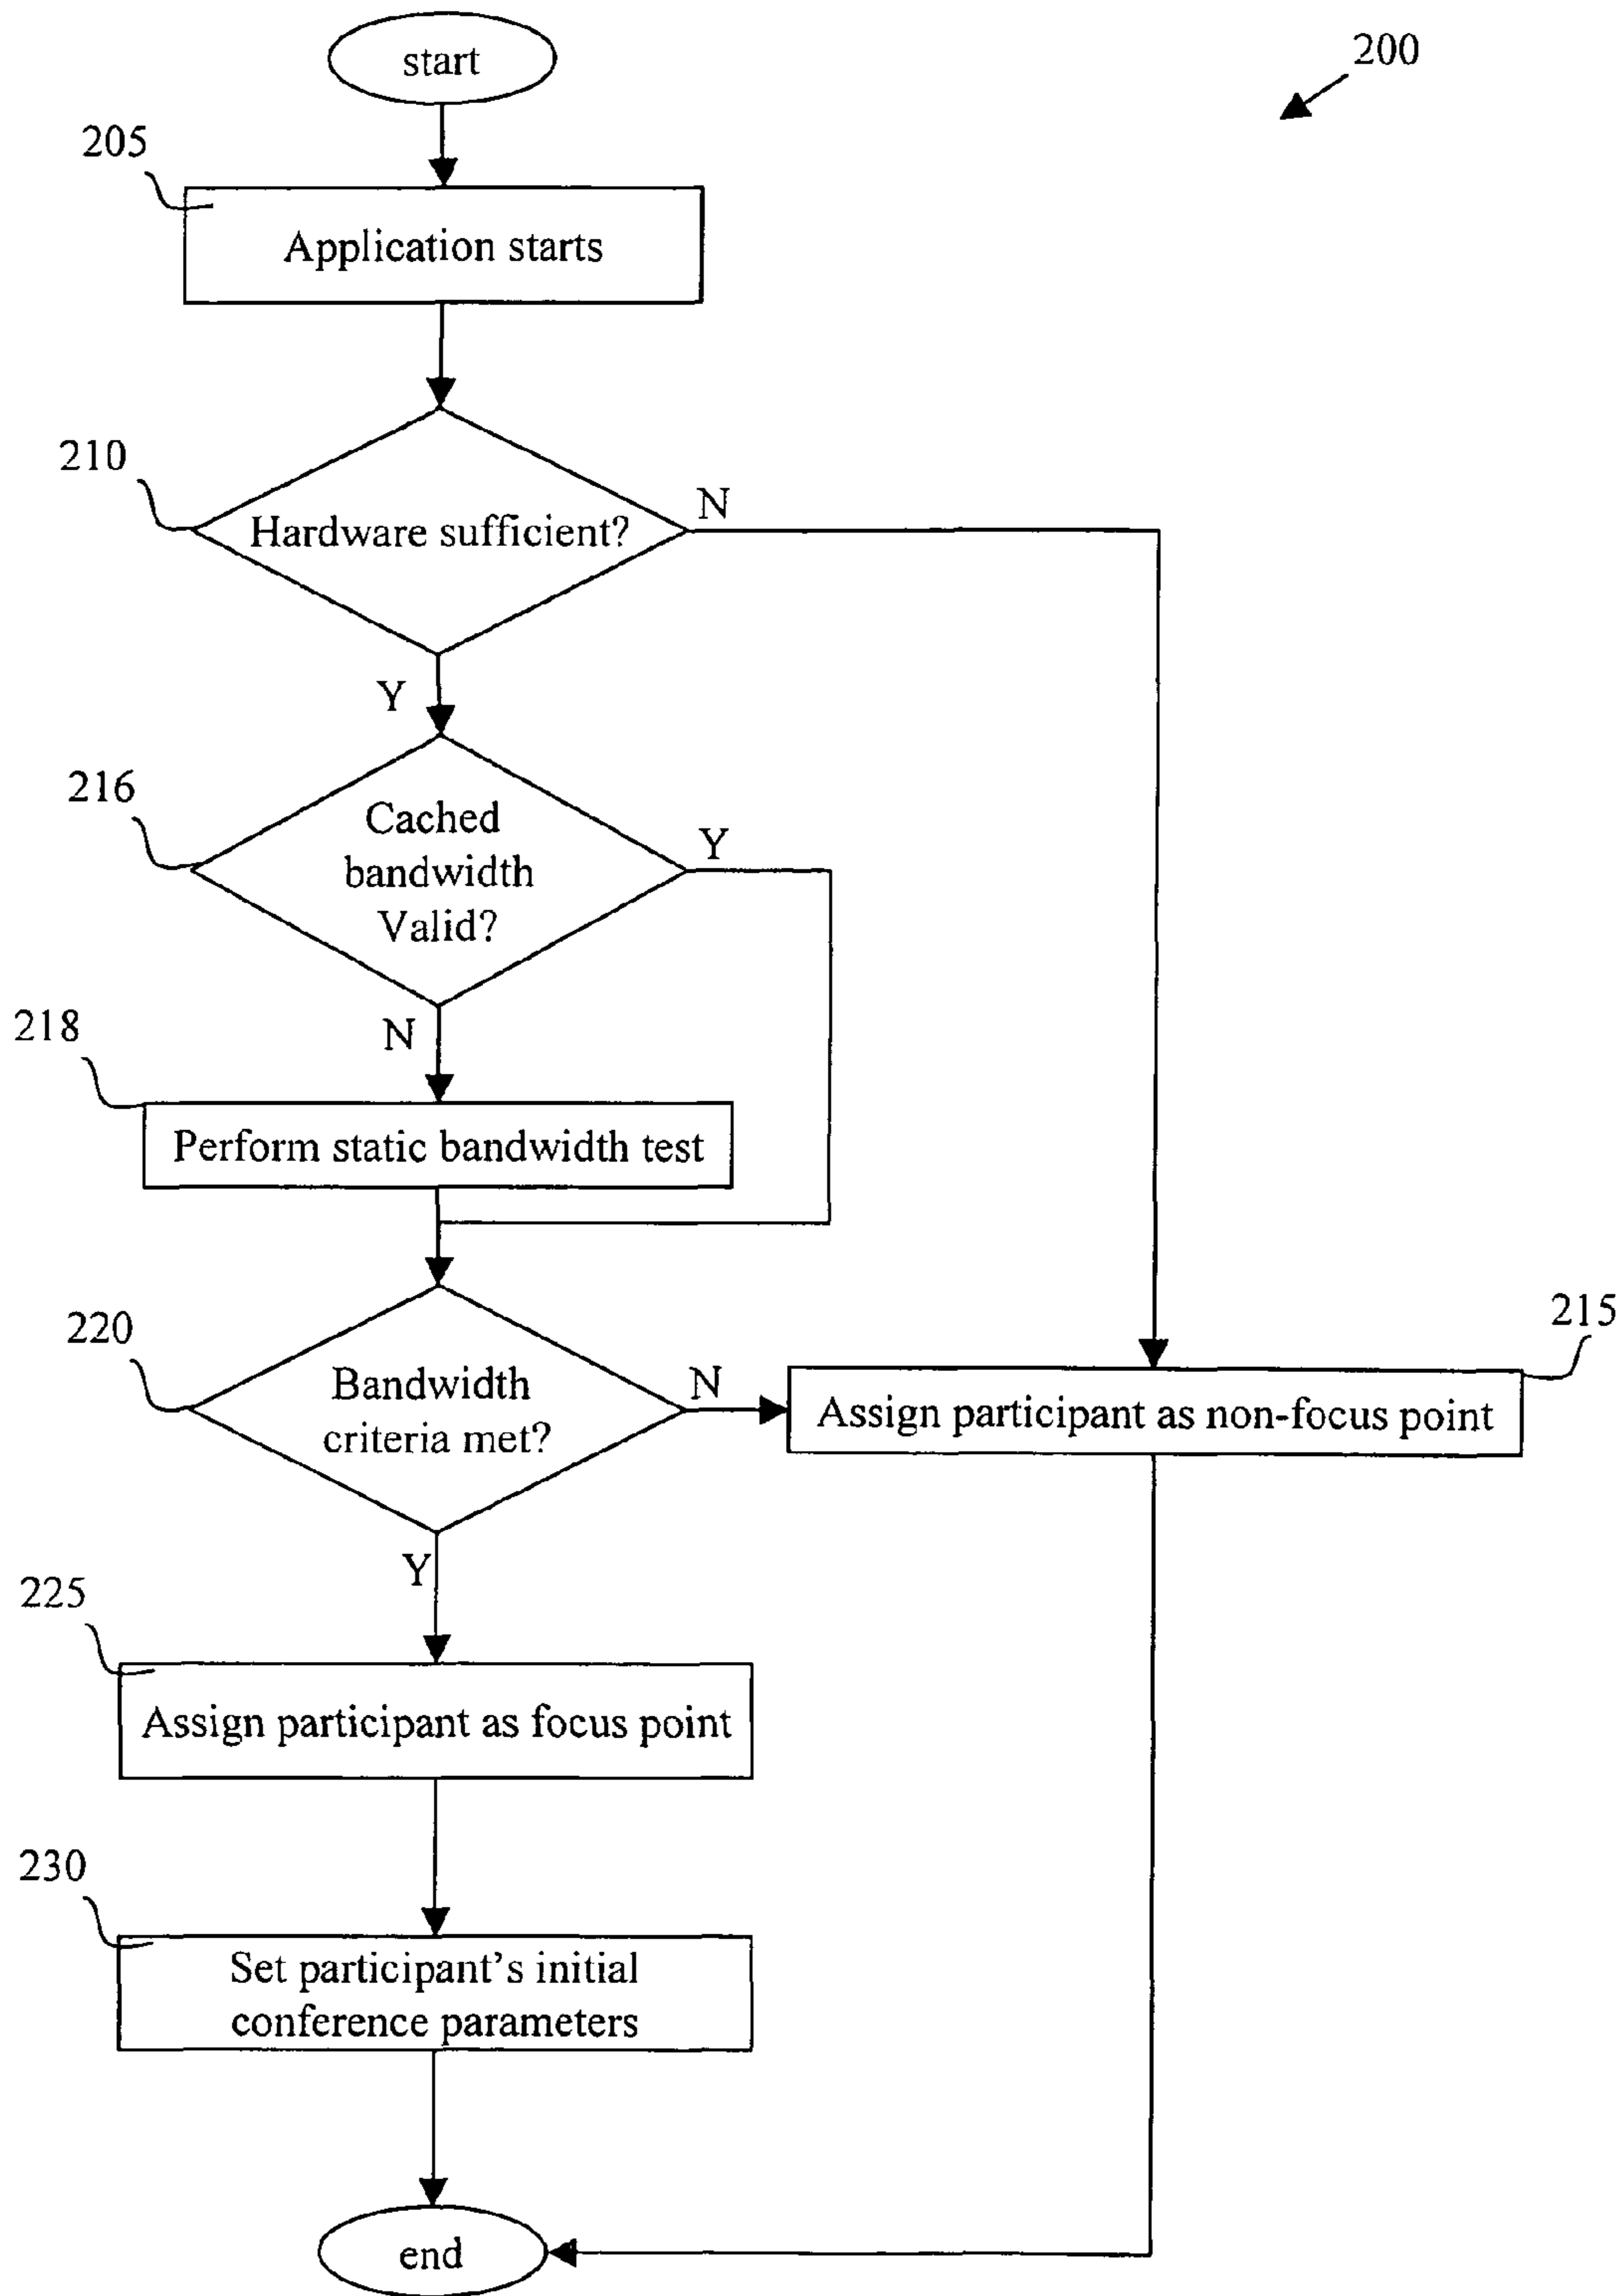 start
200
205
Application starts
210
Hardware sufficient?
N
Y
216
Cached
bandwidth
Valid?
Y
N
218
Perform static bandwidth test
220
Bandwidth
criteria met?
N
215
Assign participant as non-focus point
Y
225
Assign participant as focus point
230
Set participant's initial
conference parameters
end